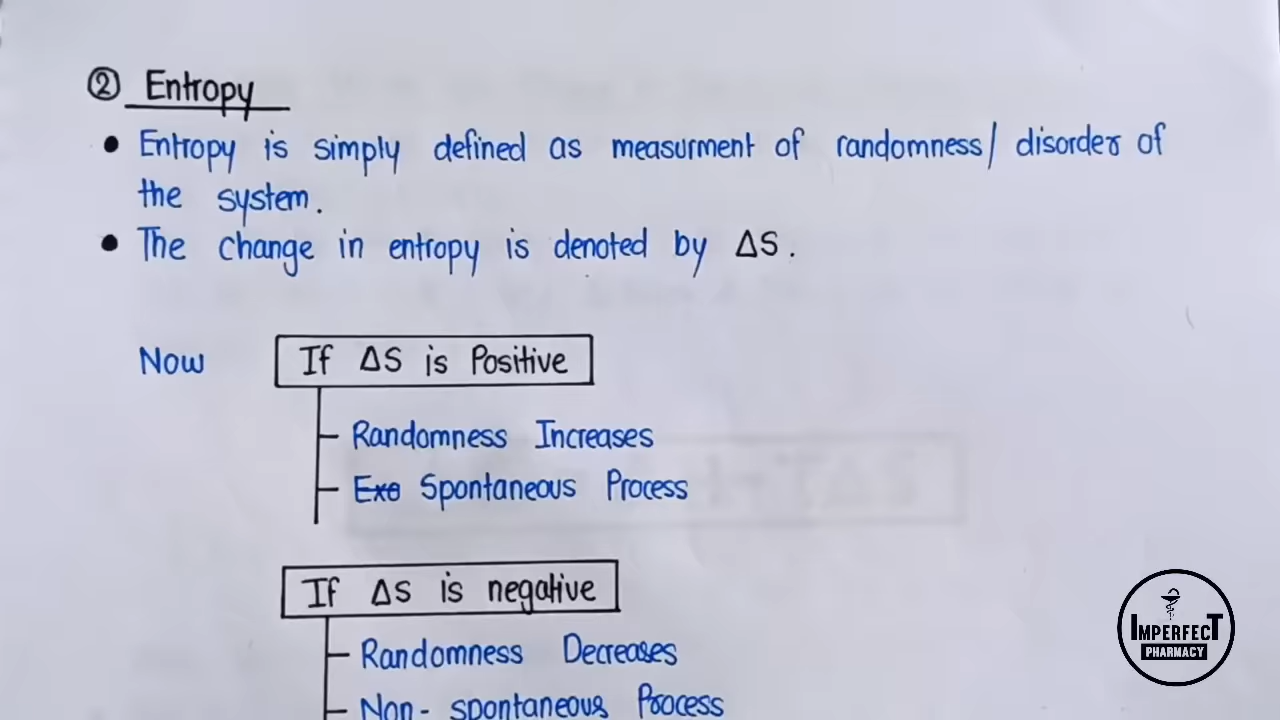 ② Entropy
• Entropy is simply defined as measurment of randomness/ disorder of
the system.
• The change in entropy is denoted by ΔS.
Now If ΔS is Positive
Randomness Increases
Exo Spontaneous Process
If ΔS is negative
Randomness Decreases
Non- spontaneous Process
IMPERFECT
PHARMACY